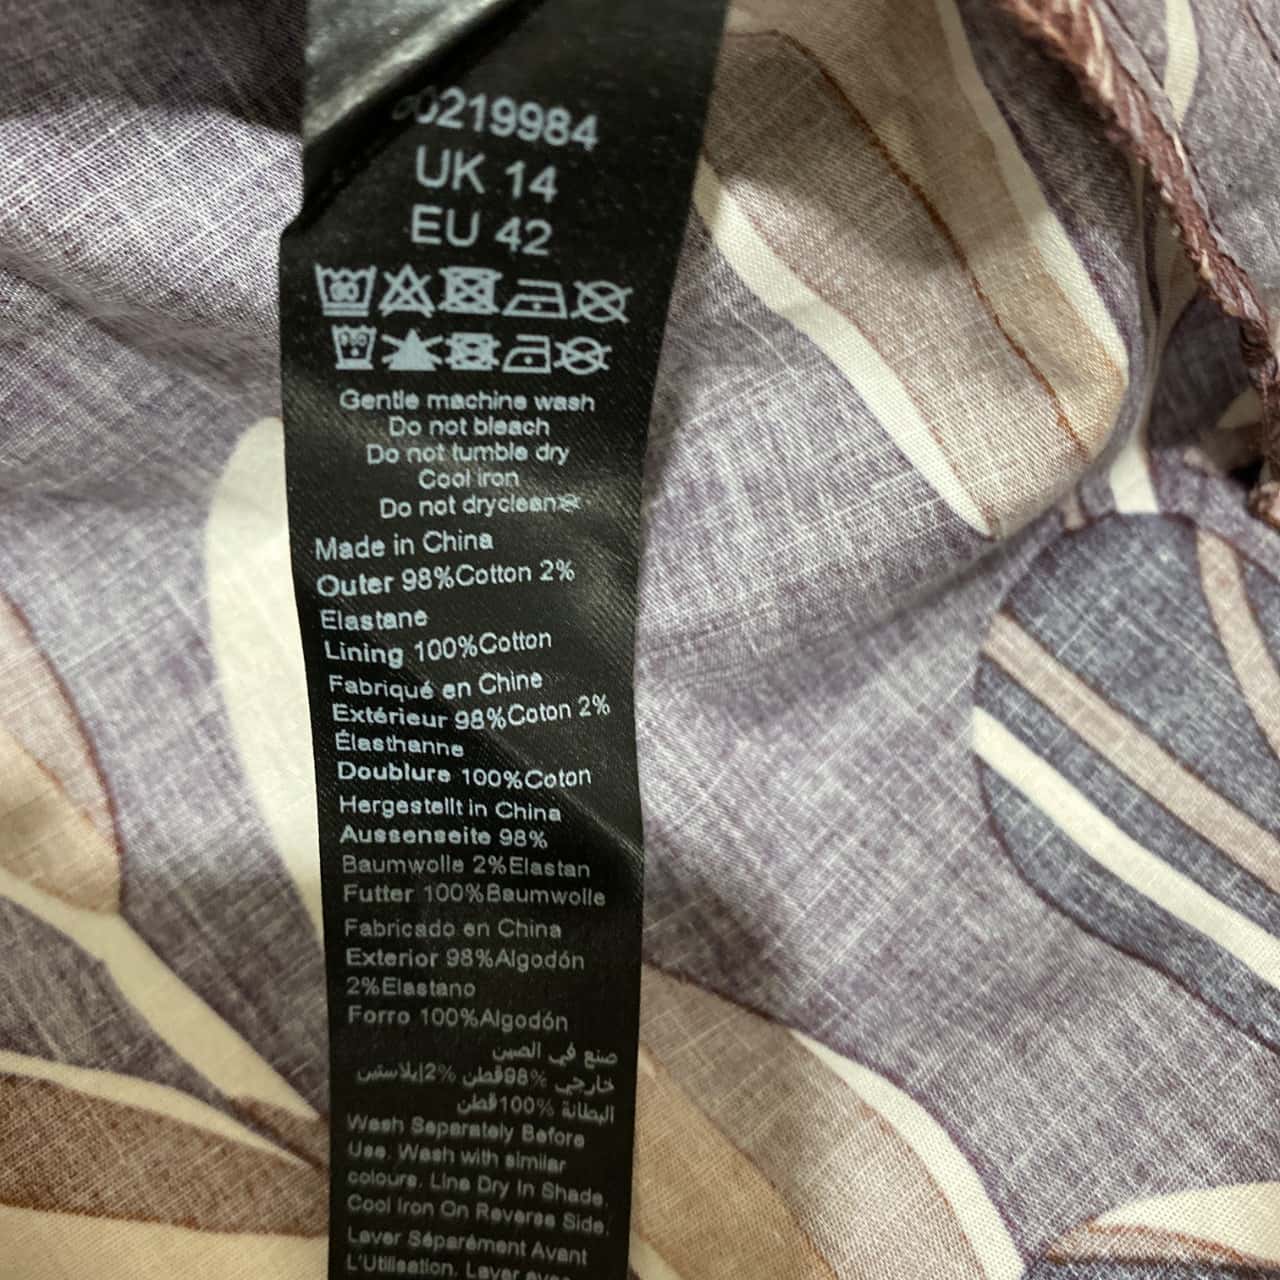 0219984
UK 14
EU 42
Gentle machine wash
Do not bleach
Do not tumble dry
Cool iron
Do not dryclean
Made in China
Outer 98%Cotton 2%
Elastane
Lining 100%Cotton
Fabriqué en Chine
Extérieur 98%Coton 2%
Élasthanne
Doublure 100%Coton
Hergestellt in China
Aussenseite 98%
Baumwolle 2%Elastan
Futter 100%Baumwolle
Fabricado en China
Exterior 98%Algodón
2%Elastano
Forro 100%Algodón
صنع في الصين
خارجي 98%قطن 2%إيلاستين
البطانة 100%قطن
Wash Separately Before
Use. Wash with similar
colours. Line Dry In Shade.
Cool Iron On Reverse Side.
Laver Séparément Avant
L'Utilisation. Laver avec